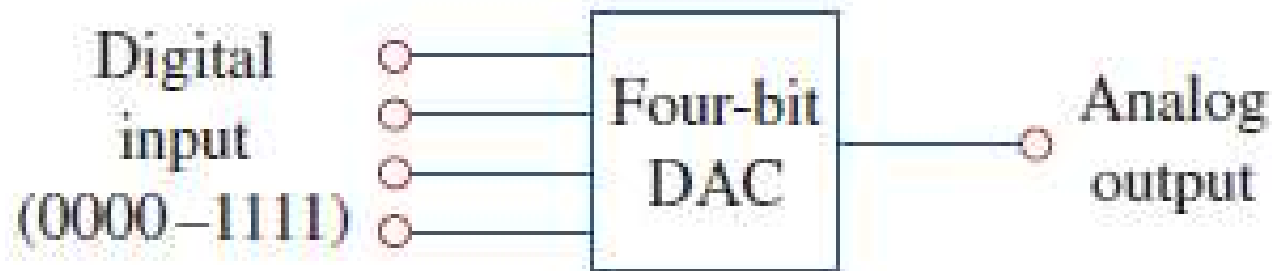 Digital
input
(0000–1111)
Four-bit
DAC
Analog
output